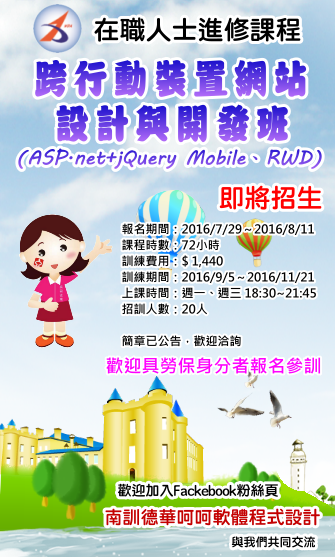 在職人士進修課程
跨行動裝置網站
設計與開發班
(ASP.net+jQuery Mobile、RWD)
即將招生
報名期間：2016/7/29～2016/8/11
課程時數：72小時
訓練費用：$ 1,440
訓練期間：2016/9/5～2016/11/21
上課時間：週一、週三 18:30~21:45
招訓人數：20人
簡章已公告，歡迎洽詢
歡迎具勞保身分者報名參訓
歡迎加入Fackebook粉絲頁
南訓德華呵呵軟體程式設計
與我們共同交流